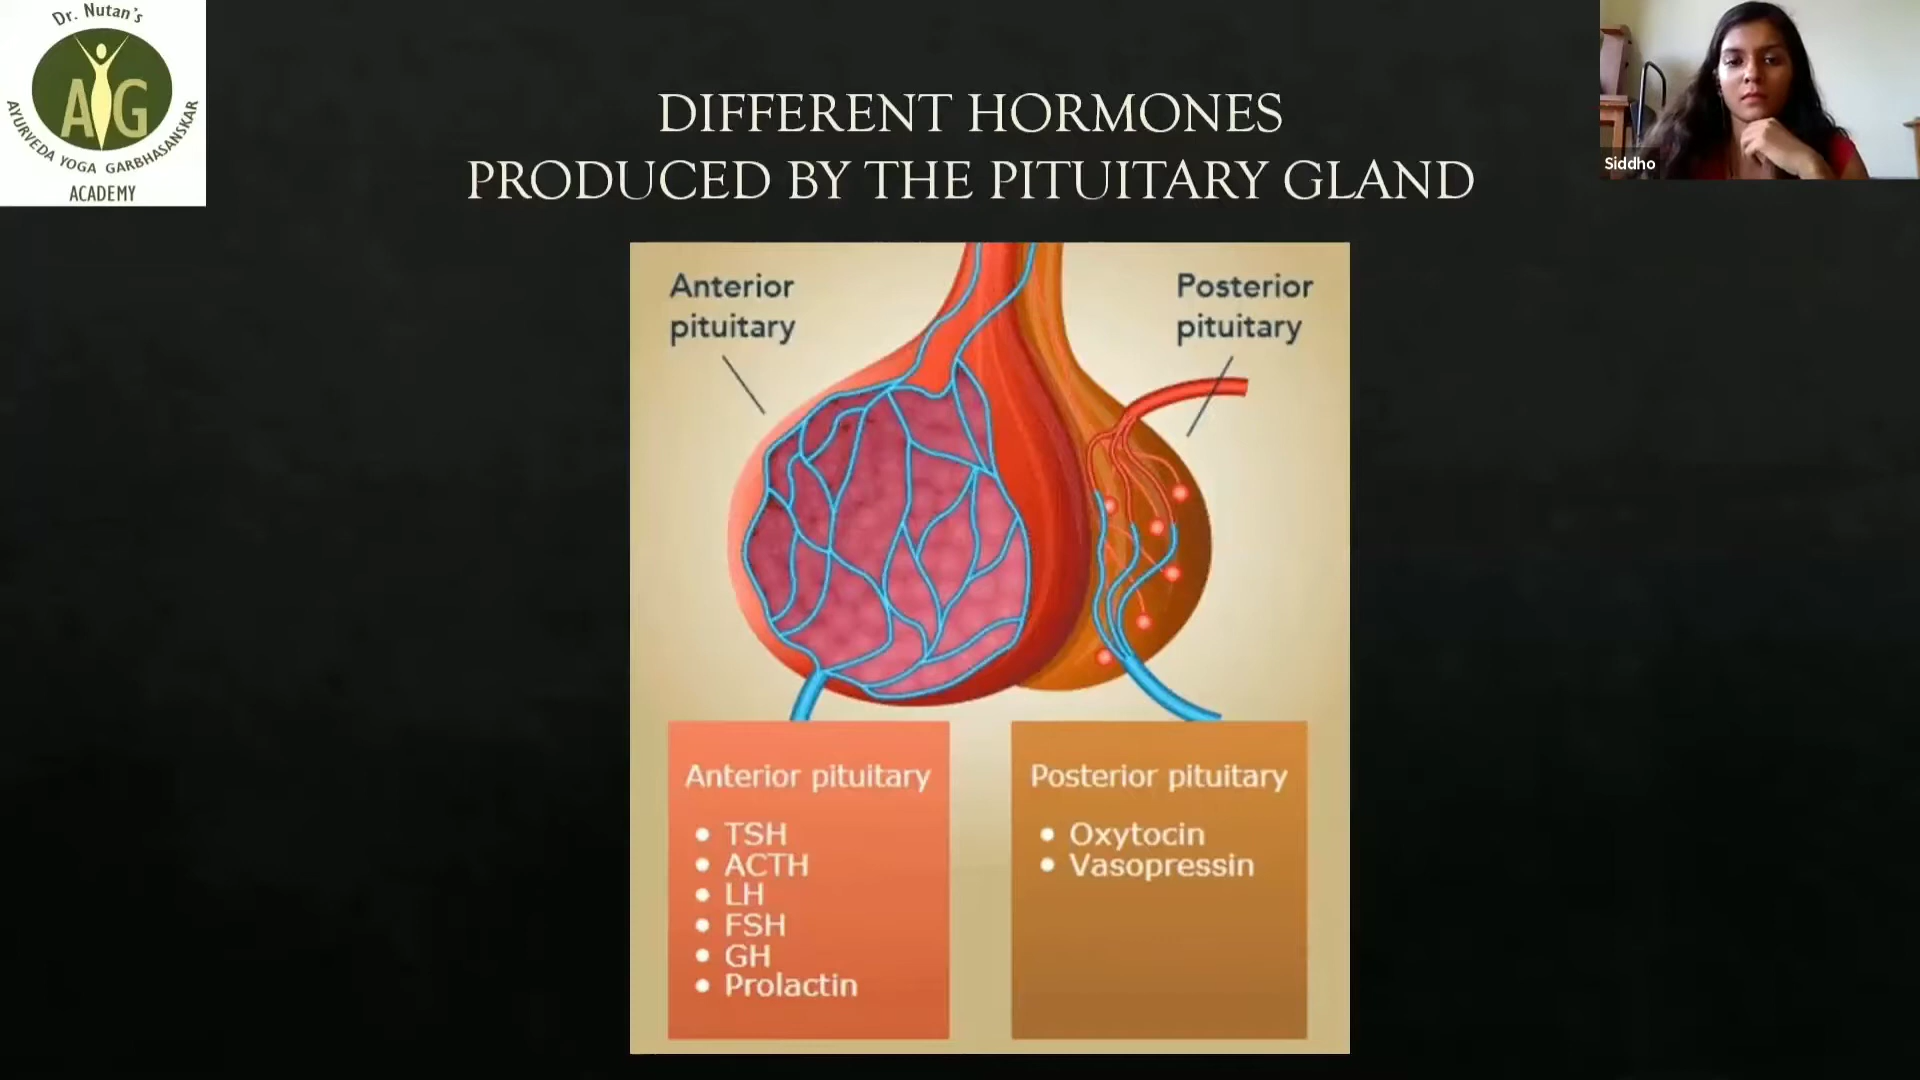 Dr. Nutan's
AYG
AYURVEDA YOGA GARBHASANSKAR
ACADEMY
DIFFERENT HORMONES
PRODUCED BY THE PITUITARY GLAND
Siddho
Anterior
pituitary
Posterior
pituitary
Anterior pituitary
• TSH
• ACTH
• LH
• FSH
• GH
• Prolactin
Posterior pituitary
• Oxytocin
• Vasopressin